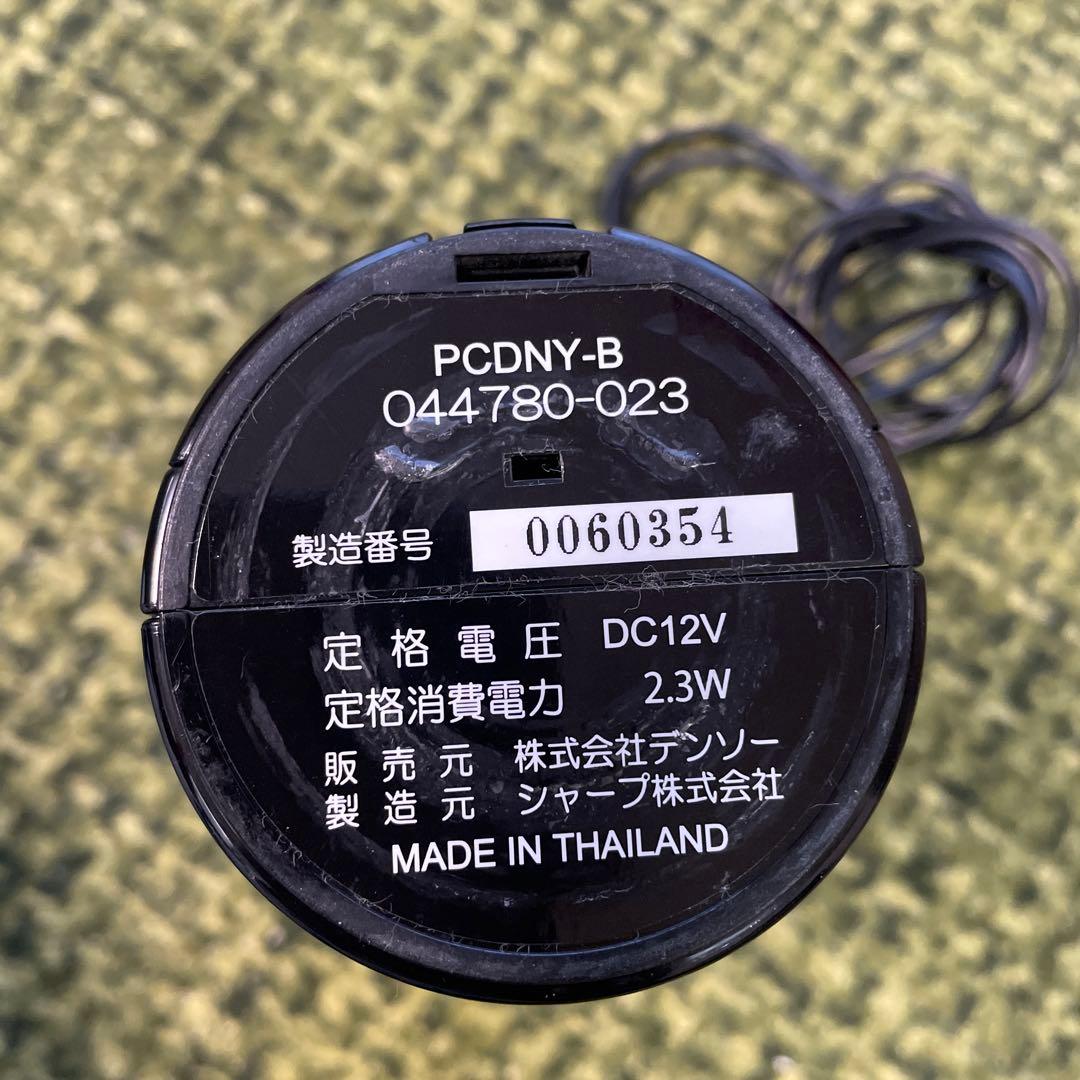 PCDNY-B
044780-023
製造番号 0060354
定格電圧 DC12V
定格消費電力 2.3W
販売元 株式会社デンソー
製造元 シャープ株式会社
MADE IN THAILAND